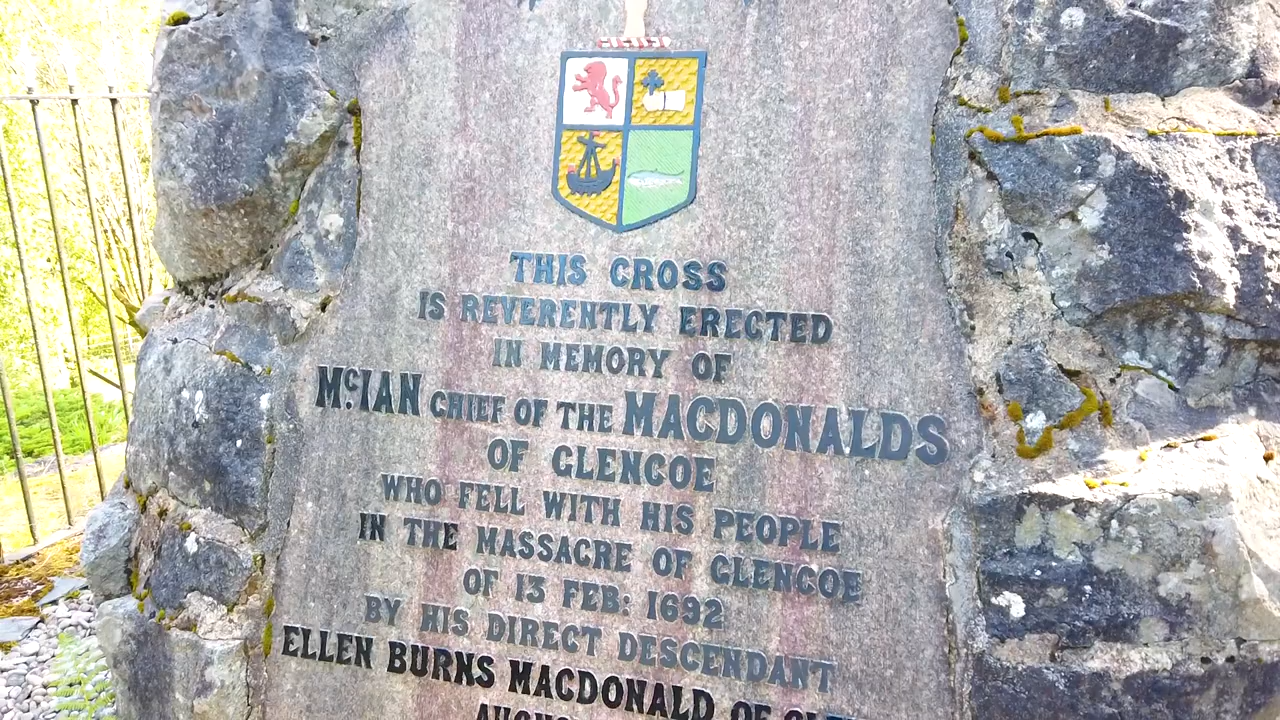 THIS CROSS
IS REVERENTLY ERECTED
IN MEMORY OF
McIAN CHIEF OF THE MACDONALDS
OF GLENCOE
WHO FELL WITH HIS PEOPLE
IN THE MASSACRE OF GLENCOE
OF 13 FEB: 1692
BY HIS DIRECT DESCENDANT
ELLEN BURNS MACDONALD OF